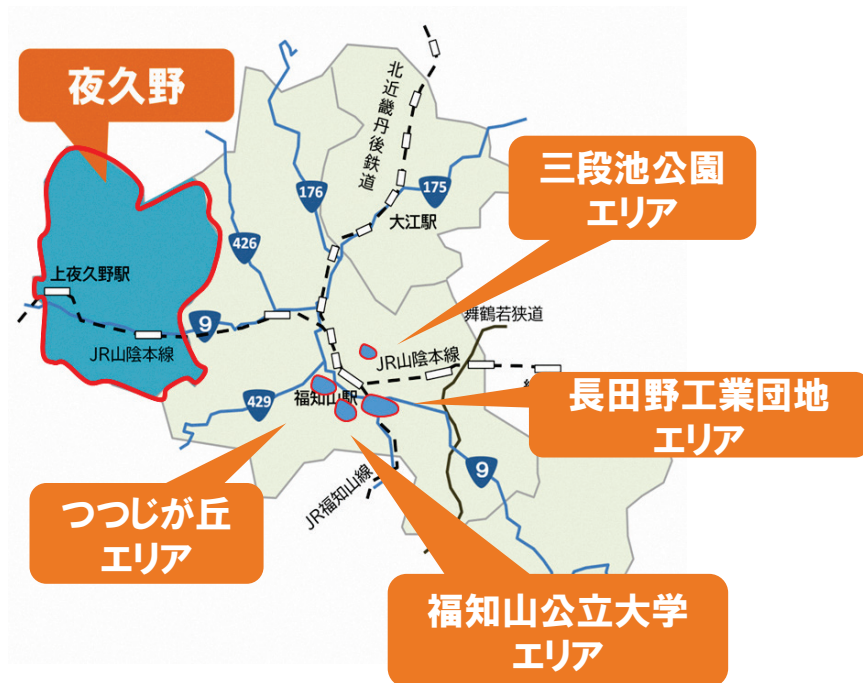 夜久野
北近畿丹後鉄道
三段池公園
エリア
176
175
大江駅
426
上夜久野駅
舞鶴若狭道
9
JR山陰本線
JR山陰本線
福知山駅
429
長田野工業団地
エリア
9
JR福知山線
つつじが丘
エリア
福知山公立大学
エリア